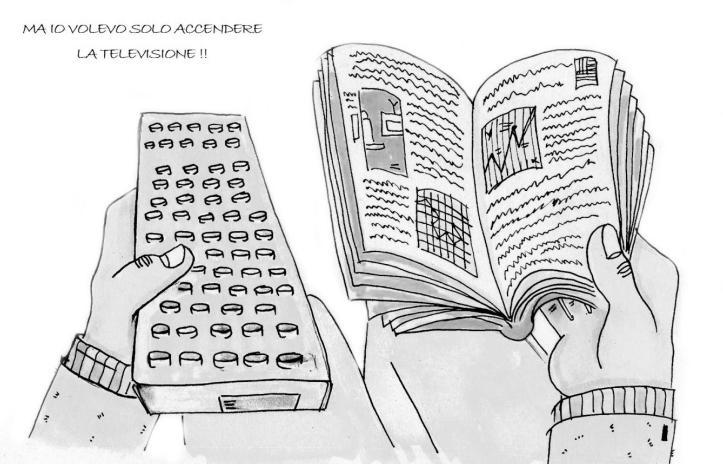 MA IO VOLEVO SOLO ACCENDERE
LA TELEVISIONE !!